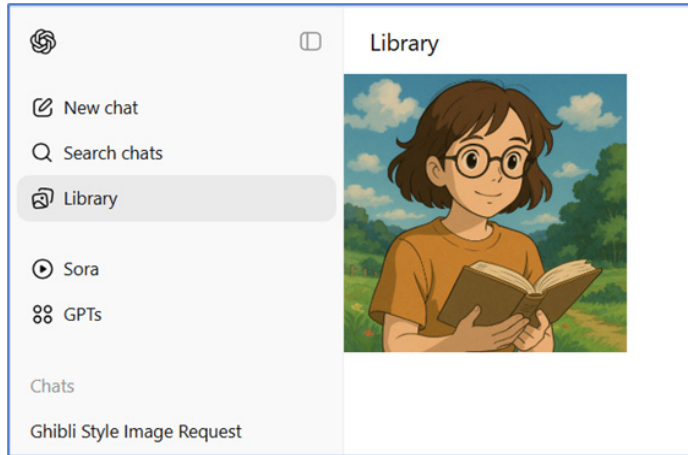 Library
New chat
Search chats
Library
Sora
GPTs
Chats
Ghibli Style Image Request